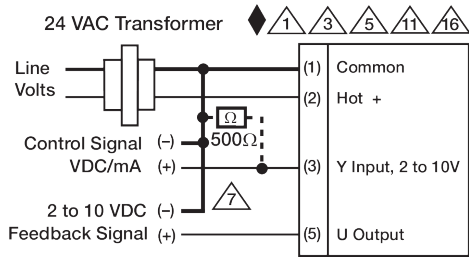 24 VAC Transformer
1 3 5 11 16
Line
Volts
(1) Common
(2) Hot +
Ω
500Ω
Control Signal (–)
VDC/mA (+)
(3) Y Input, 2 to 10V
7
2 to 10 VDC (–)
Feedback Signal (+)
(5) U Output